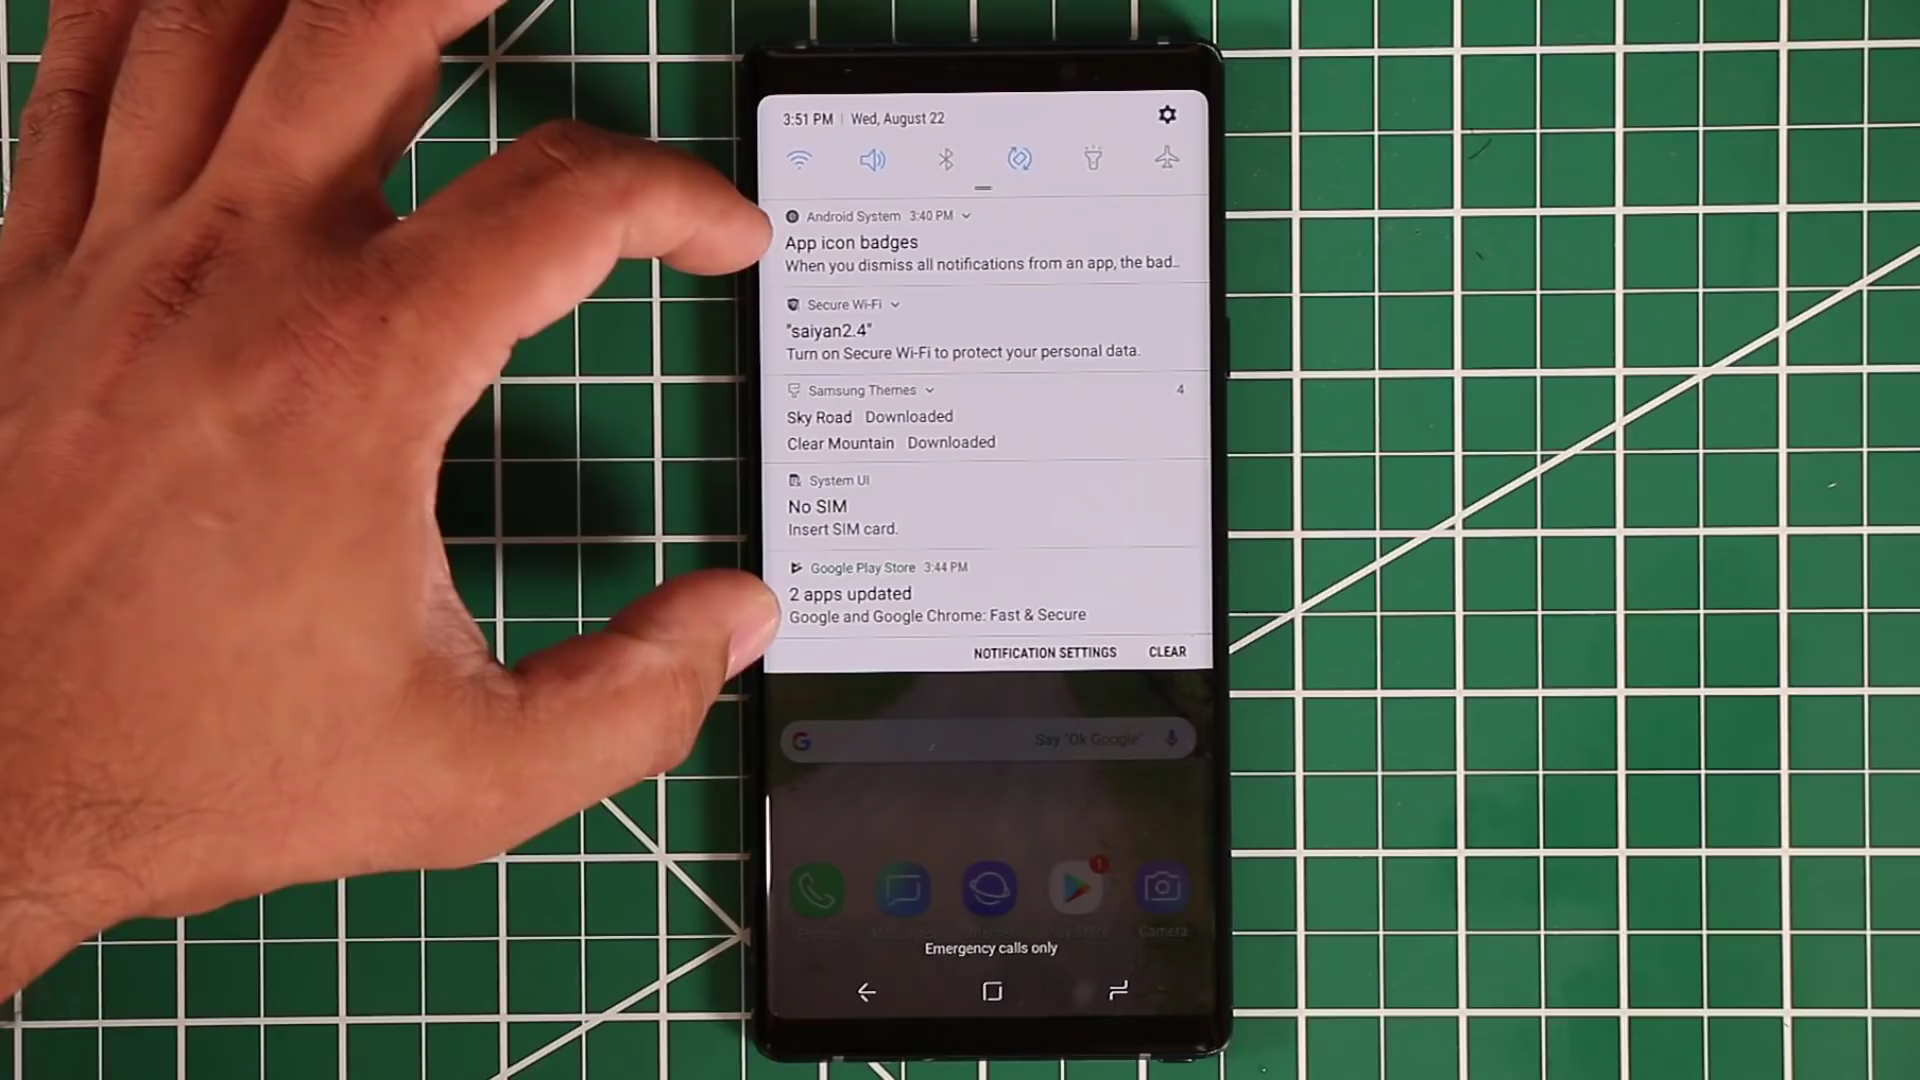 3:51 PM | Wed, August 22
Android System 3:40 PM
App icon badges
When you dismiss all notifications from an app, the bad..
Secure Wi-Fi
"saiyan2.4"
Turn on Secure Wi-Fi to protect your personal data.
Samsung Themes 4
Sky Road Downloaded
Clear Mountain Downloaded
System UI
No SIM
Insert SIM card.
Google Play Store 3:44 PM
2 apps updated
Google and Google Chrome: Fast & Secure
NOTIFICATION SETTINGS CLEAR
G Say "Ok Google"
1
Play Store Camera
Emergency calls only